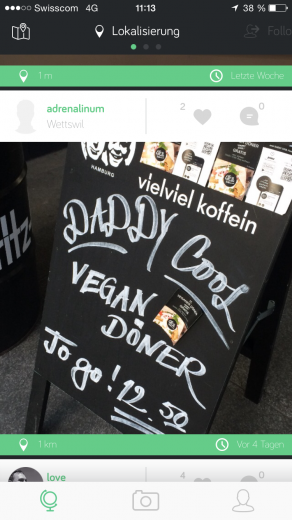 Swisscom 4G 11:13 38 %
Lokalisierung Follo
1 m Letzte Woche
adrenalinum 2 0
Wettswil
HAMBURG
vielviel koffein
DADDY COOL
VEGAN
DÖNER
To go! 12.50
1 km Vor 4 Tagen
love 4 0